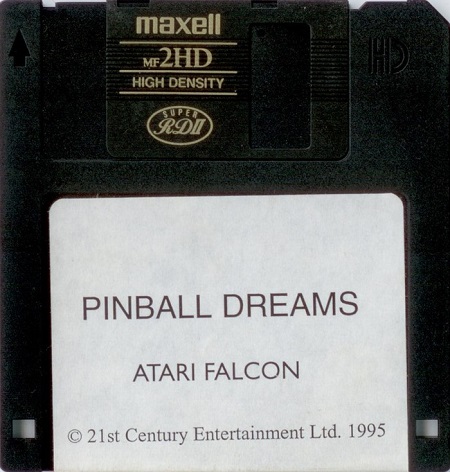 maxell
MF2HD
HIGH DENSITY
SUPER
RDII
HD
PINBALL DREAMS
ATARI FALCON
© 21st Century Entertainment Ltd. 1995